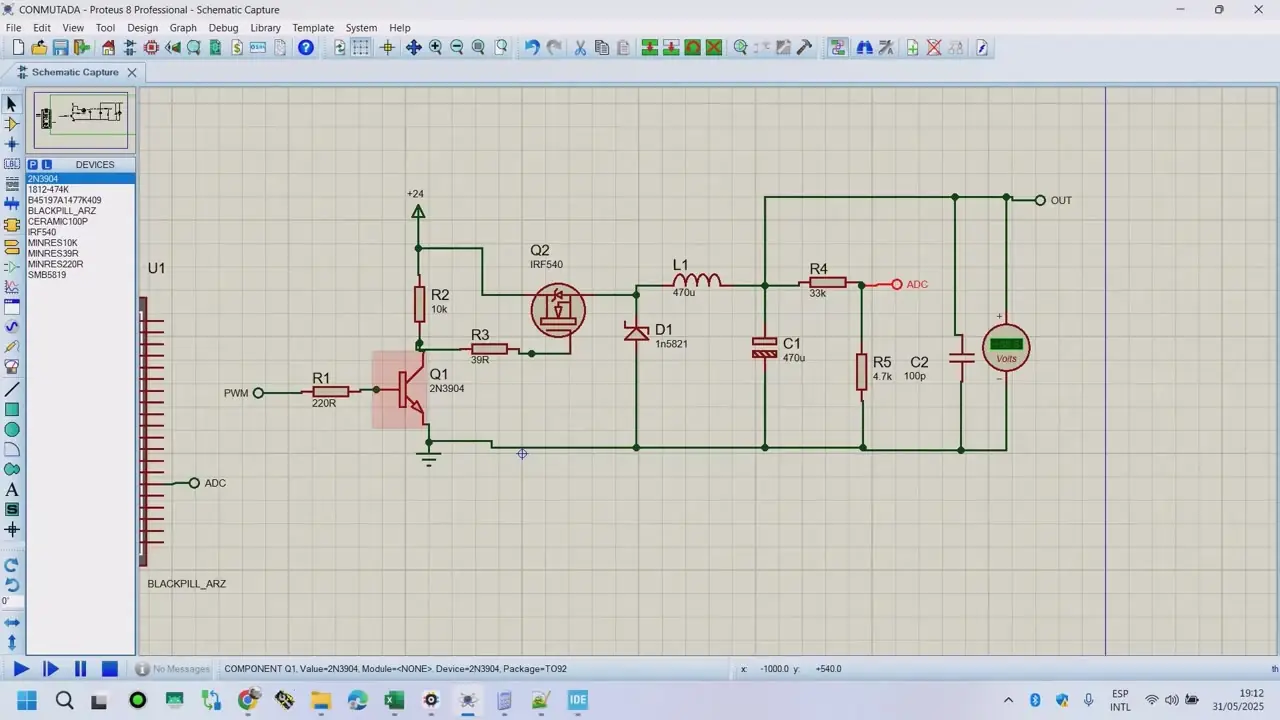 CONMUTADA - Proteus 8 Professional - Schematic Capture
File Edit View Tool Design Graph Debug Library Template System Help
Schematic Capture
P L DEVICES
2N3904
1812-474K
B45197A1477K409
BLACKPILL_ARZ
CERAMIC100P
IRF540
MINRES10K
MINRES39R
MINRES220R
SMB5819
U1
BLACKPILL_ARZ
ADC
PWM
R1
220R
+24
R2
10k
Q1
2N3904
R3
39R
Q2
IRF540
D1
1n5821
L1
470u
C1
470u
R4
33k
ADC
R5
4.7k
C2
100p
OUT
+
Volts
−
0°
No Messages
COMPONENT Q1, Value=2N3904, Module=<NONE>, Device=2N3904, Package=TO92
x: -1000.0 y: +540.0
th
IDE
ESP
INTL
19:12
31/05/2025